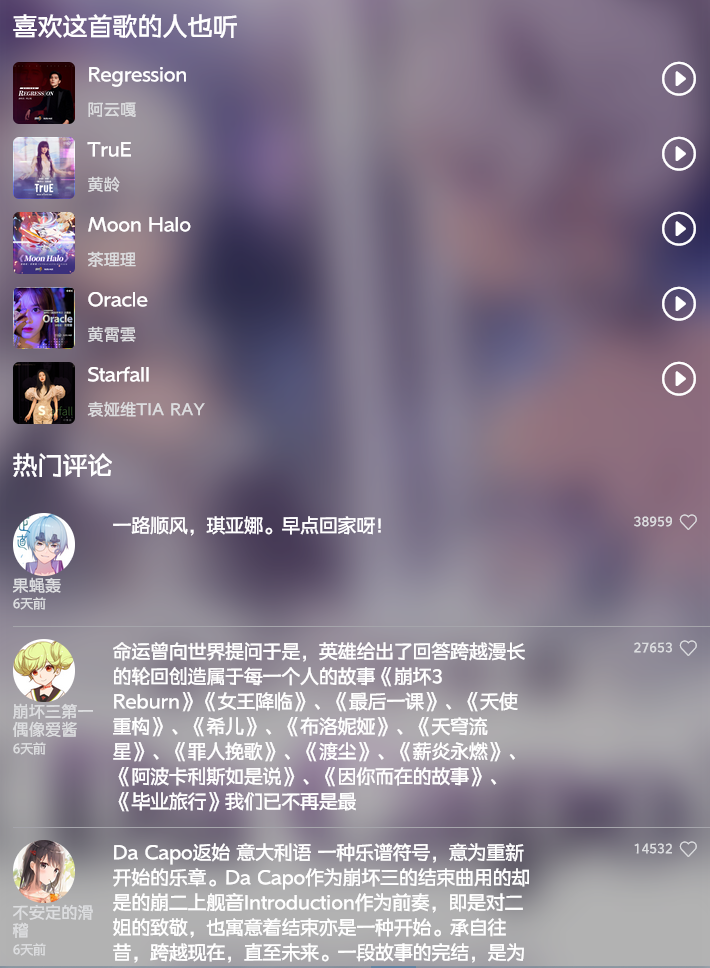 喜欢这首歌的人也听
Regression
阿云嘎
TruE
黄龄
Moon Halo
茶理理
Oracle
黄霄雲
Starfall
袁娅维TIA RAY
热门评论
一路顺风，琪亚娜。早点回家呀！
38959
果蝇轰
6天前
命运曾向世界提问于是，英雄给出了回答跨越漫长
27653
的轮回创造属于每一个人的故事《崩坏3
Reburn》《女王降临》、《最后一课》、《天使
重构》、《希儿》、《布洛妮娅》、《天穹流
星》、《罪人挽歌》、《渡尘》、《薪炎永燃》、
《阿波卡利斯如是说》、《因你而在的故事》、
《毕业旅行》我们已不再是最
崩坏三第一
偶像爱酱
6天前
Da Capo返始 意大利语 一种乐谱符号，意为重新
14532
开始的乐章。Da Capo作为崩坏三的结束曲用的却
是的崩二上舰音Introduction作为前奏，即是对二
姐的致敬，也寓意着结束亦是一种开始。承自往
昔，跨越现在，直至未来。一段故事的完结，是为
不安定的滑
稽
6天前